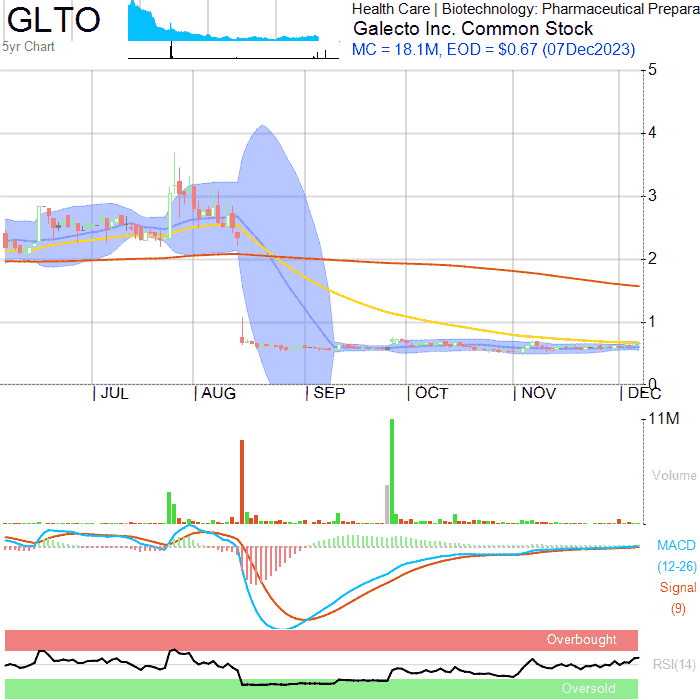 GLTO
5yr Chart
Health Care | Biotechnology: Pharmaceutical Prepara
Galecto Inc. Common Stock
MC = 18.1M, EOD = $0.67 (07Dec2023)
5
4
3
2
1
0
JUL AUG SEP OCT NOV DEC
11M
Volume
MACD
(12-26)
Signal
(9)
Overbought
RSI(14)
Oversold